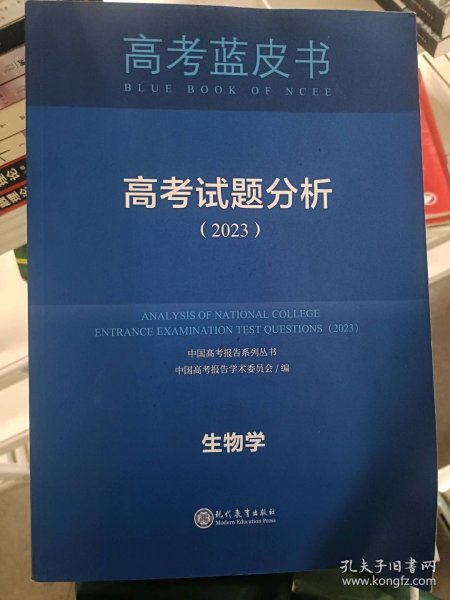 高考蓝皮书
BLUE BOOK OF NCEE
高考试题分析
（2023）
ANALYSIS OF NATIONAL COLLEGE
ENTRANCE EXAMINATION TEST QUESTIONS（2023）
中国高考报告系列丛书
中国高考报告学术委员会/编
生物学
现代教育出版社
Modern Education Press
孔夫子旧书网
www.kongfz.com